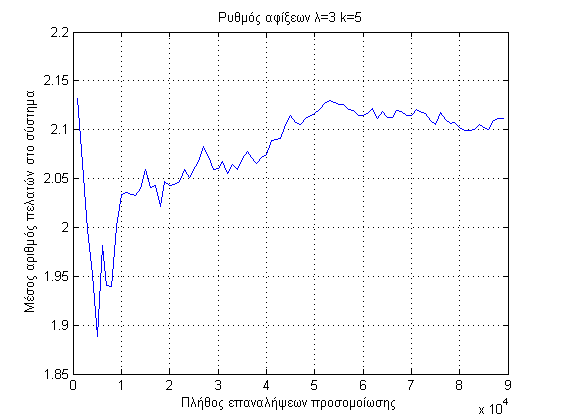 Ρυθμός αφίξεων λ=3 k=5
Μέσος αριθμός πελατών στο σύστημα
2.2
2.15
2.1
2.05
2
1.95
1.9
1.85
0 1 2 3 4 5 6 7 8 9
x 10^4
Πλήθος επαναλήψεων προσομοίωσης